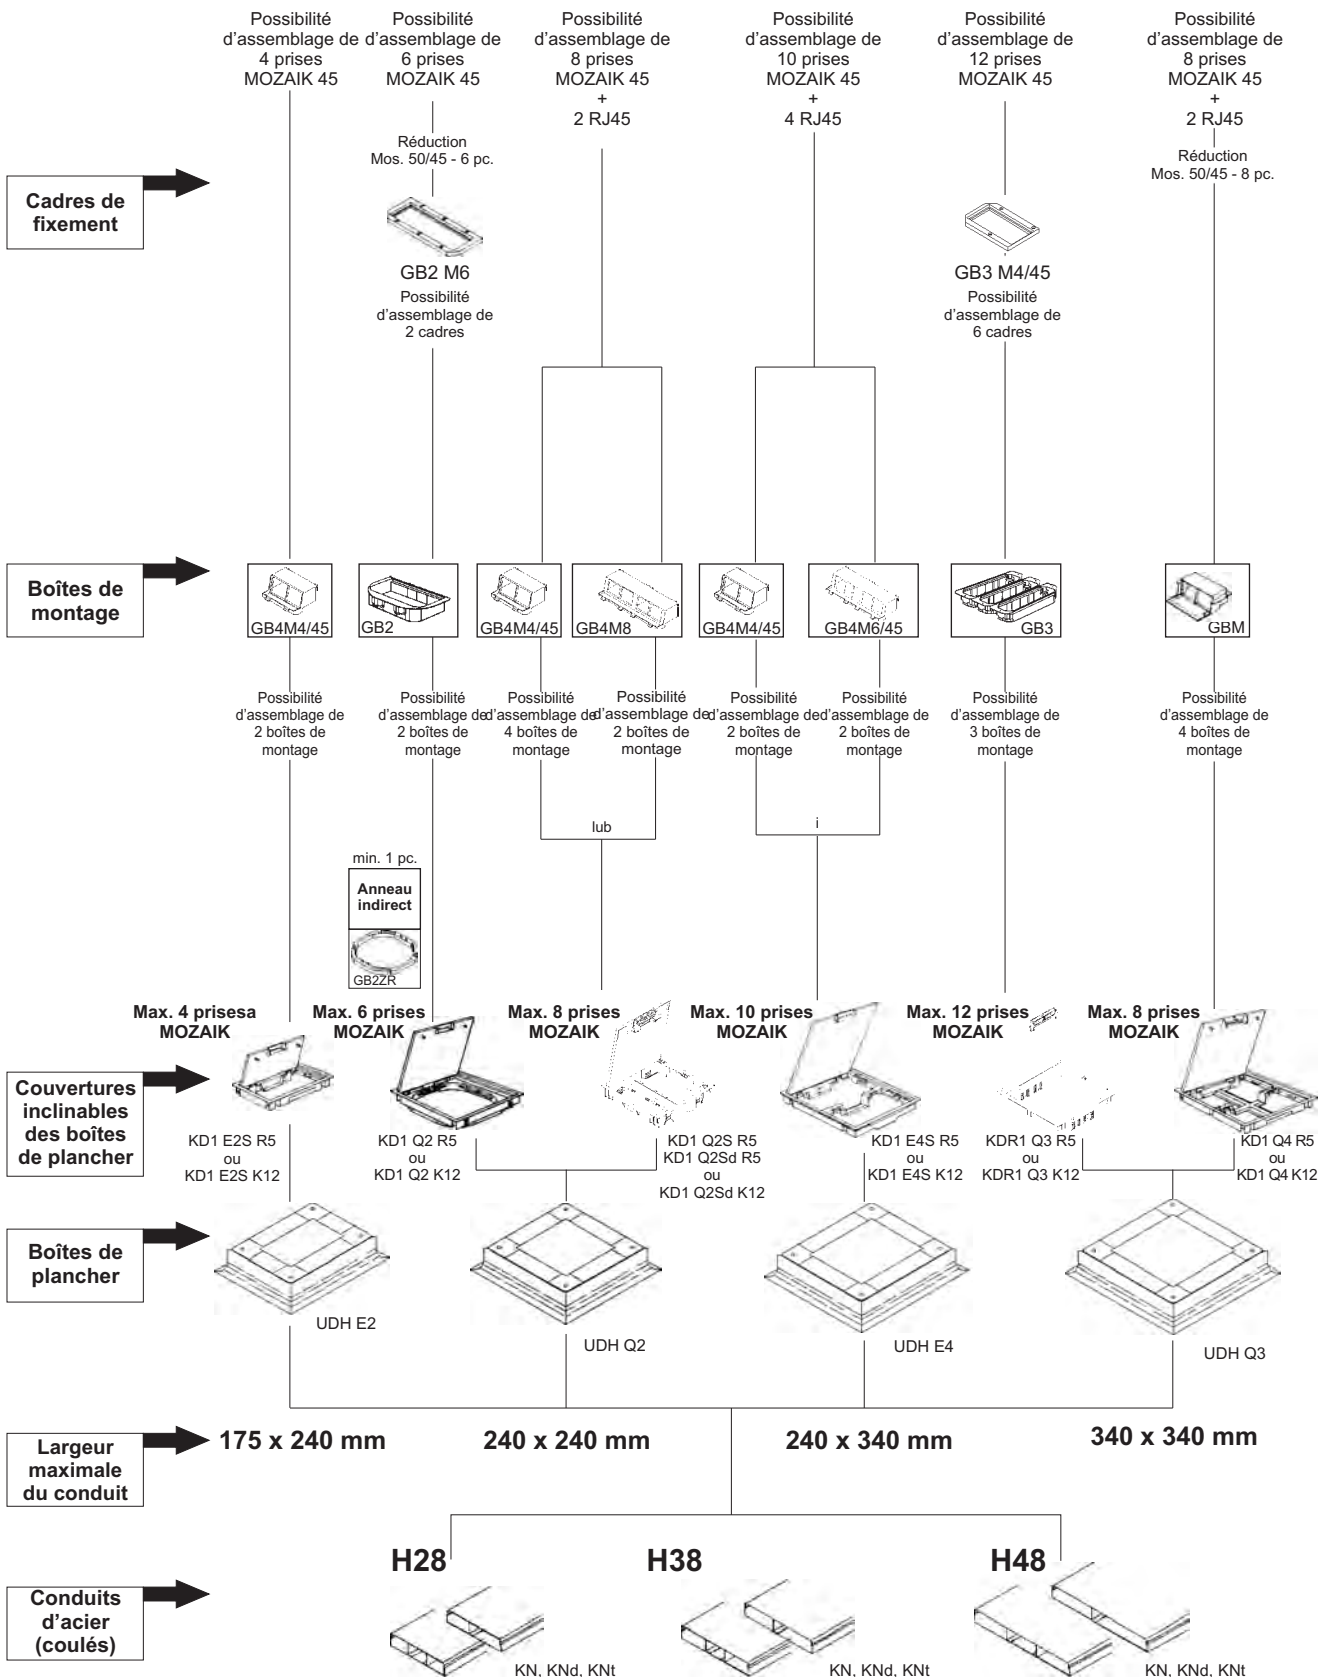 Possibilité
d'assemblage de
4 prises
MOZAIK 45
Possibilité
d'assemblage de
6 prises
MOZAIK 45
Possibilité
d'assemblage de
8 prises
MOZAIK 45
+
2 RJ45
Possibilité
d'assemblage de
10 prises
MOZAIK 45
+
4 RJ45
Possibilité
d'assemblage de
12 prises
MOZAIK 45
Possibilité
d'assemblage de
8 prises
MOZAIK 45
+
2 RJ45
Réduction
Mos. 50/45 - 6 pc.
Réduction
Mos. 50/45 - 8 pc.
Cadres de
fixement
GB2 M6
Possibilité
d'assemblage de
2 cadres
GB3 M4/45
Possibilité
d'assemblage de
6 cadres
Boîtes de
montage
GB4M4/45
GB2
GB4M4/45
GB4M8
GB4M4/45
GB4M6/45
GB3
GBM
Possibilité
d'assemblage de
2 boîtes de
montage
Possibilité
d'assemblage de
2 boîtes de
montage
Possibilité
d'assemblage de
4 boîtes de
montage
Possibilité
d'assemblage de
2 boîtes de
montage
Possibilité
d'assemblage de
2 boîtes de
montage
Possibilité
d'assemblage de
2 boîtes de
montage
Possibilité
d'assemblage de
3 boîtes de
montage
Possibilité
d'assemblage de
4 boîtes de
montage
lub
i
min. 1 pc.
Anneau
indirect
GB2ZR
Max. 4 prisesa
MOZAIK
Max. 6 prises
MOZAIK
Max. 8 prises
MOZAIK
Max. 10 prises
MOZAIK
Max. 12 prises
MOZAIK
Max. 8 prises
MOZAIK
Couvertures
inclinables
des boîtes
de plancher
KD1 E2S R5
ou
KD1 E2S K12
KD1 Q2 R5
ou
KD1 Q2 K12
KD1 Q2S R5
KD1 Q2Sd R5
ou
KD1 Q2Sd K12
KD1 E4S R5
ou
KD1 E4S K12
KDR1 Q3 R5
ou
KDR1 Q3 K12
KD1 Q4 R5
ou
KD1 Q4 K12
Boîtes de
plancher
UDH E2
UDH Q2
UDH E4
UDH Q3
Largeur
maximale
du conduit
175 x 240 mm
240 x 240 mm
240 x 340 mm
340 x 340 mm
H28
H38
H48
Conduits
d'acier
(coulés)
KN, KNd, KNt
KN, KNd, KNt
KN, KNd, KNt